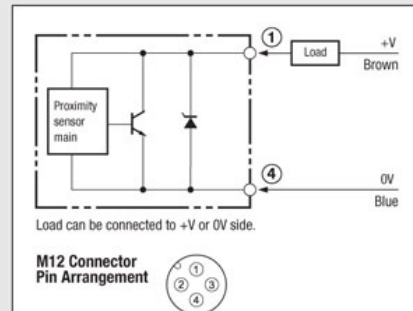 ① Load +V
Brown
Proximity
sensor
main
④ 0V
Blue
Load can be connected to +V or 0V side.
M12 Connector
Pin Arrangement
①
② ③
④